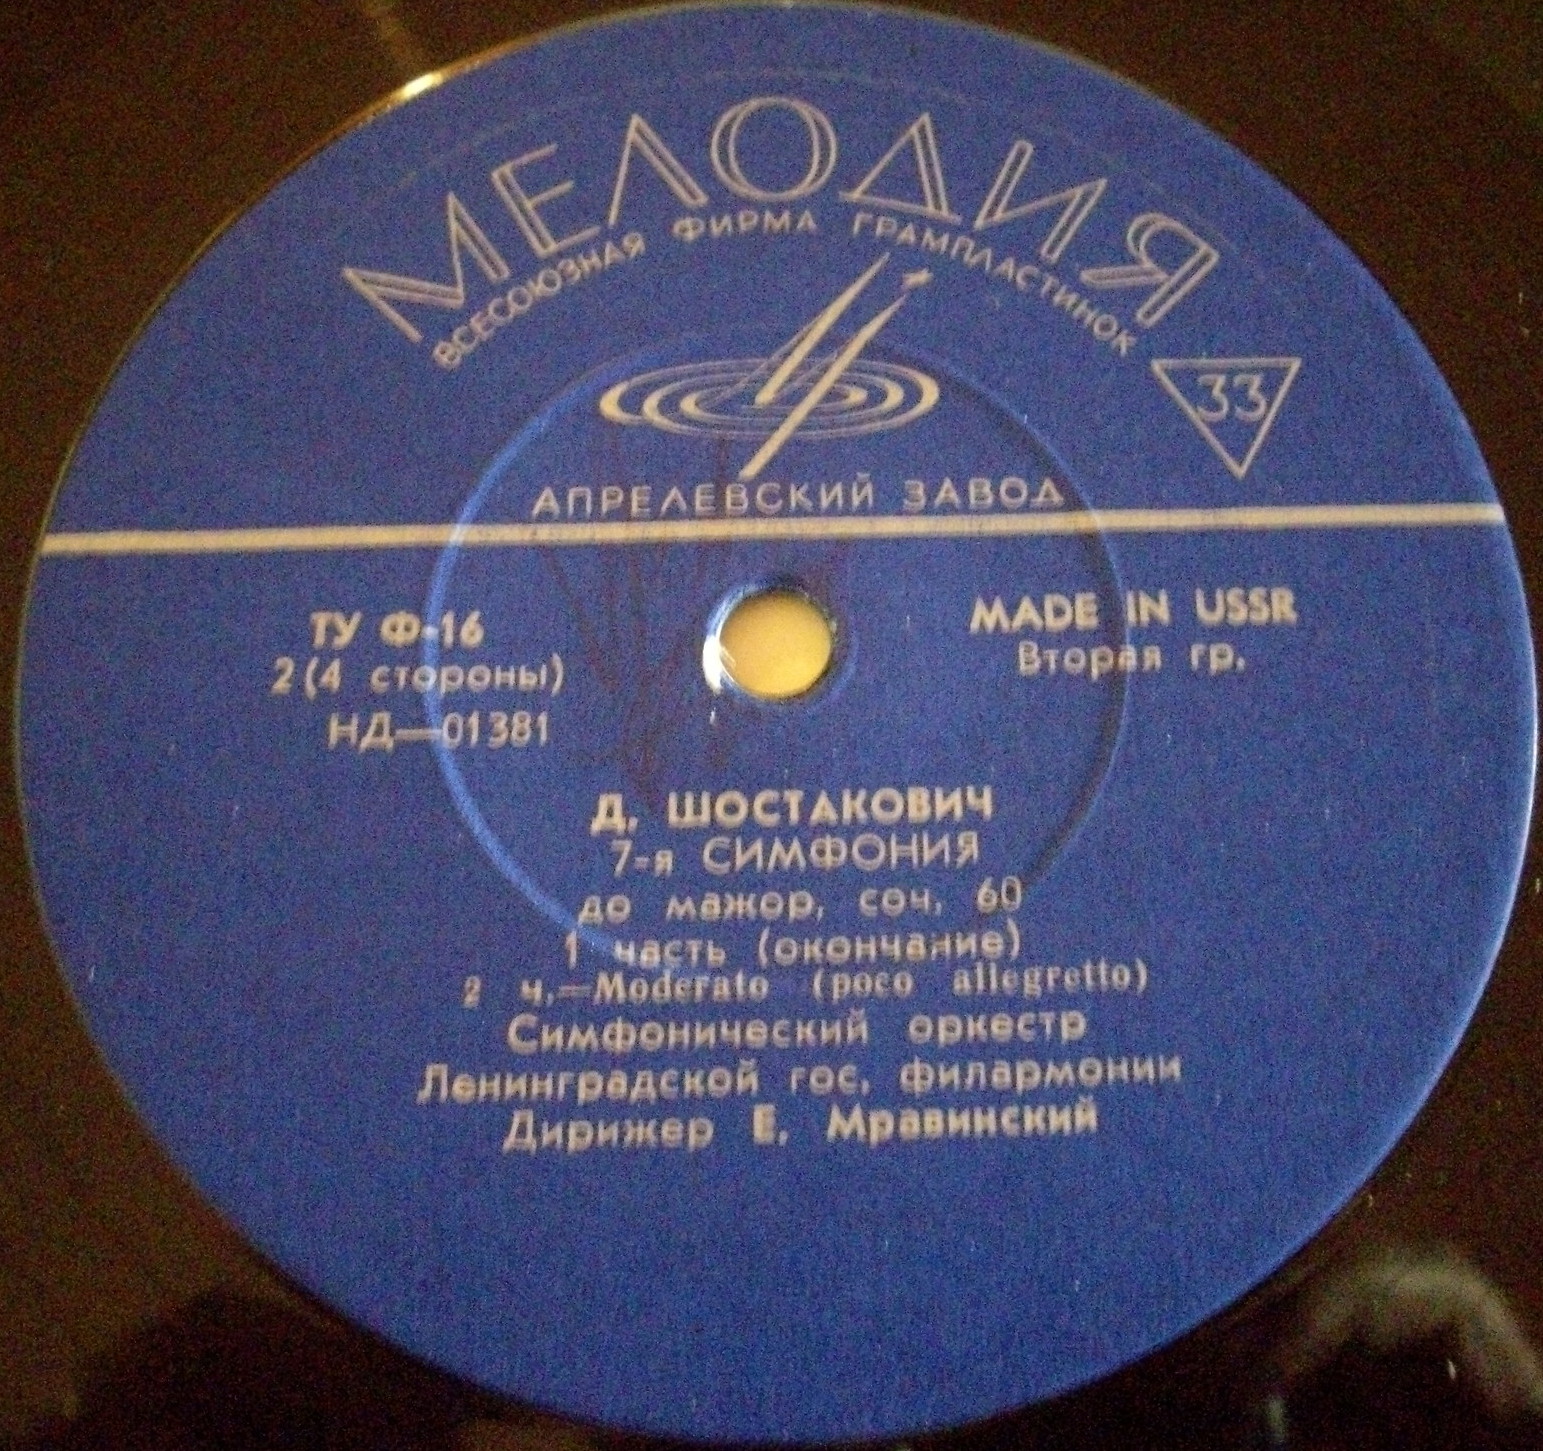 МЕЛОДИЯ
ВСЕСОЮЗНАЯ ФИРМА ГРАМПЛАСТИНОК
33
АПРЕЛЕВСКИЙ ЗАВОД
ТУ Ф-16
2(4 стороны)
НД—01381
MADE IN USSR
Вторая гр.
Д. ШОСТАКОВИЧ
7-я СИМФОНИЯ
до мажор, соч. 60
1 часть (окончание)
2 ч.—Moderato (poco allegretto)
Симфонический оркестр
Ленинградской гос. филармонии
Дирижер Е. Мравинский